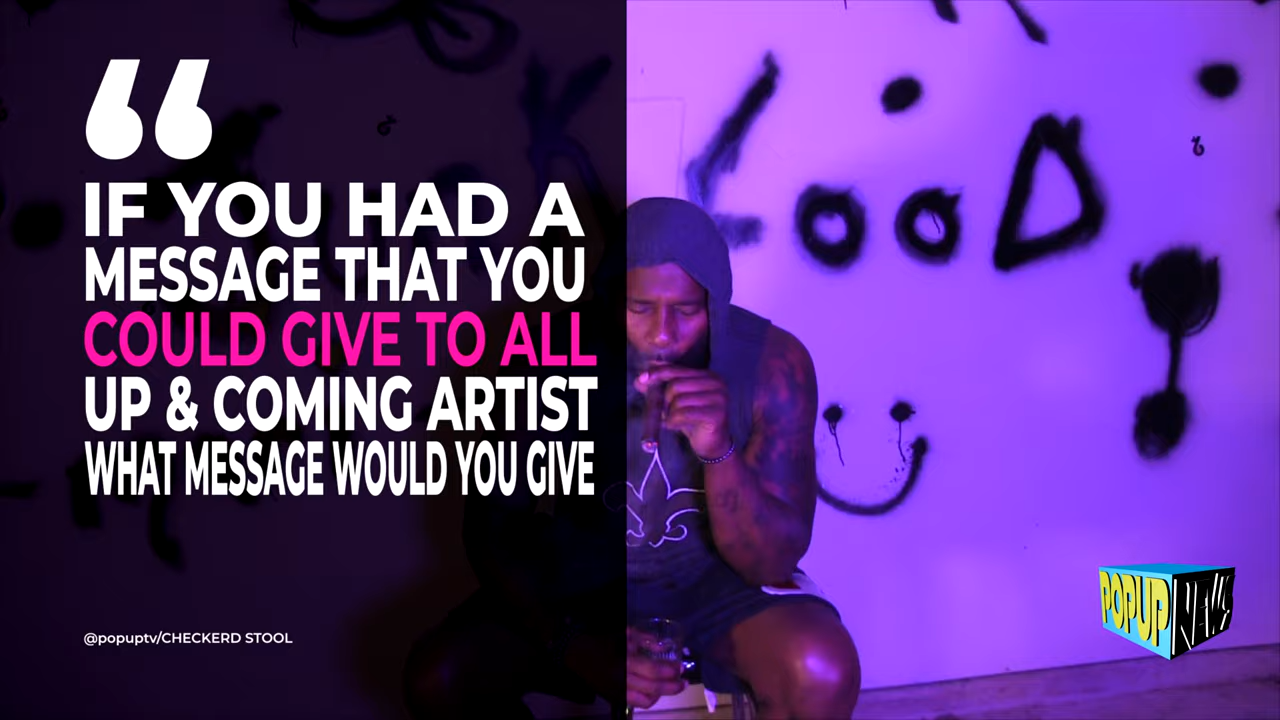 IF YOU HAD A
MESSAGE THAT YOU
COULD GIVE TO ALL
UP & COMING ARTIST
WHAT MESSAGE WOULD YOU GIVE
@popuptv/CHECKERD STOOL
POPUP NEWS